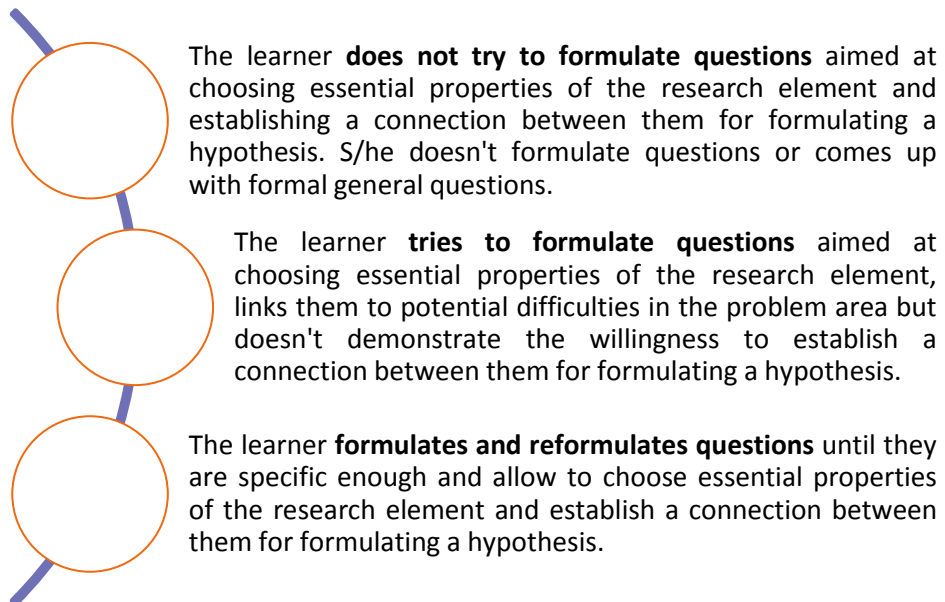 The learner does not try to formulate questions aimed at
choosing essential properties of the research element and
establishing a connection between them for formulating a
hypothesis. S/he doesn't formulate questions or comes up
with formal general questions.
The learner tries to formulate questions aimed at
choosing essential properties of the research element,
links them to potential difficulties in the problem area but
doesn't demonstrate the willingness to establish a
connection between them for formulating a hypothesis.
The learner formulates and reformulates questions until they
are specific enough and allow to choose essential properties
of the research element and establish a connection between
them for formulating a hypothesis.